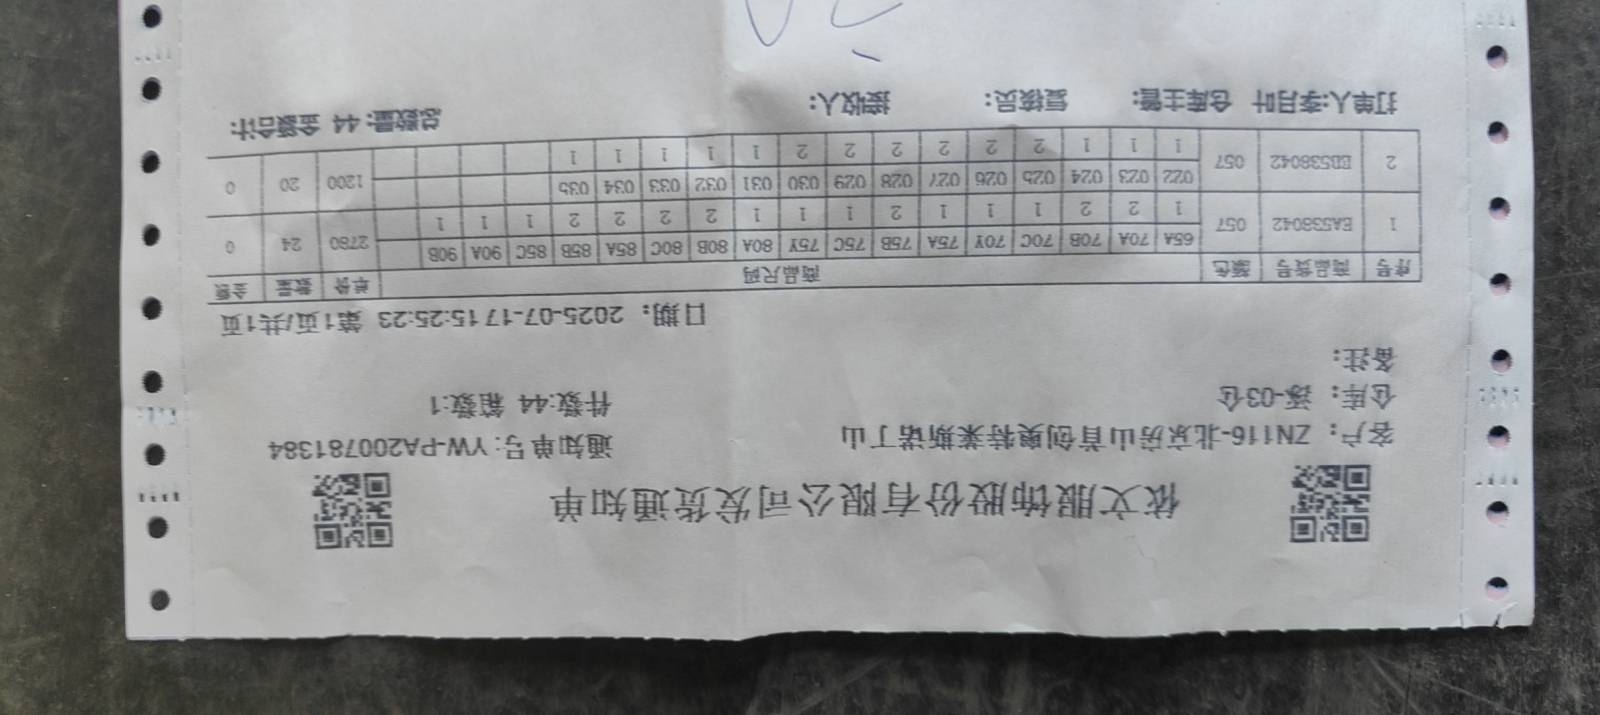 依文服饰股份有限公司发货通知单
客户: ZN116-北京房山首创奥特莱斯诺丁山 通知单号: YW-PA200781384
仓库: 涿-03仓 件数:44 箱数:1
备注:
日期: 2025-07-17 15:25:23 第1页/共1页
序号 商品货号 颜色 商品尺码 单价 数量 金额
1 EA538042 057 65A 70A 70B 70C 70Y 75A 75B 75C 75Y 80A 80B 80C 85A 85B 85C 90A 90B 2780 24 0
1 2 2 1 1 1 2 1 1 1 2 2 2 2 1 1 1
2 ED538042 057 022 023 024 025 026 027 028 029 030 031 032 033 034 035 1200 20 0
1 1 1 2 2 2 2 2 2 1 1 1 1 1
打单人:李月叶 仓库主管: 复核员: 接收人: 总数量: 44 金额合计: